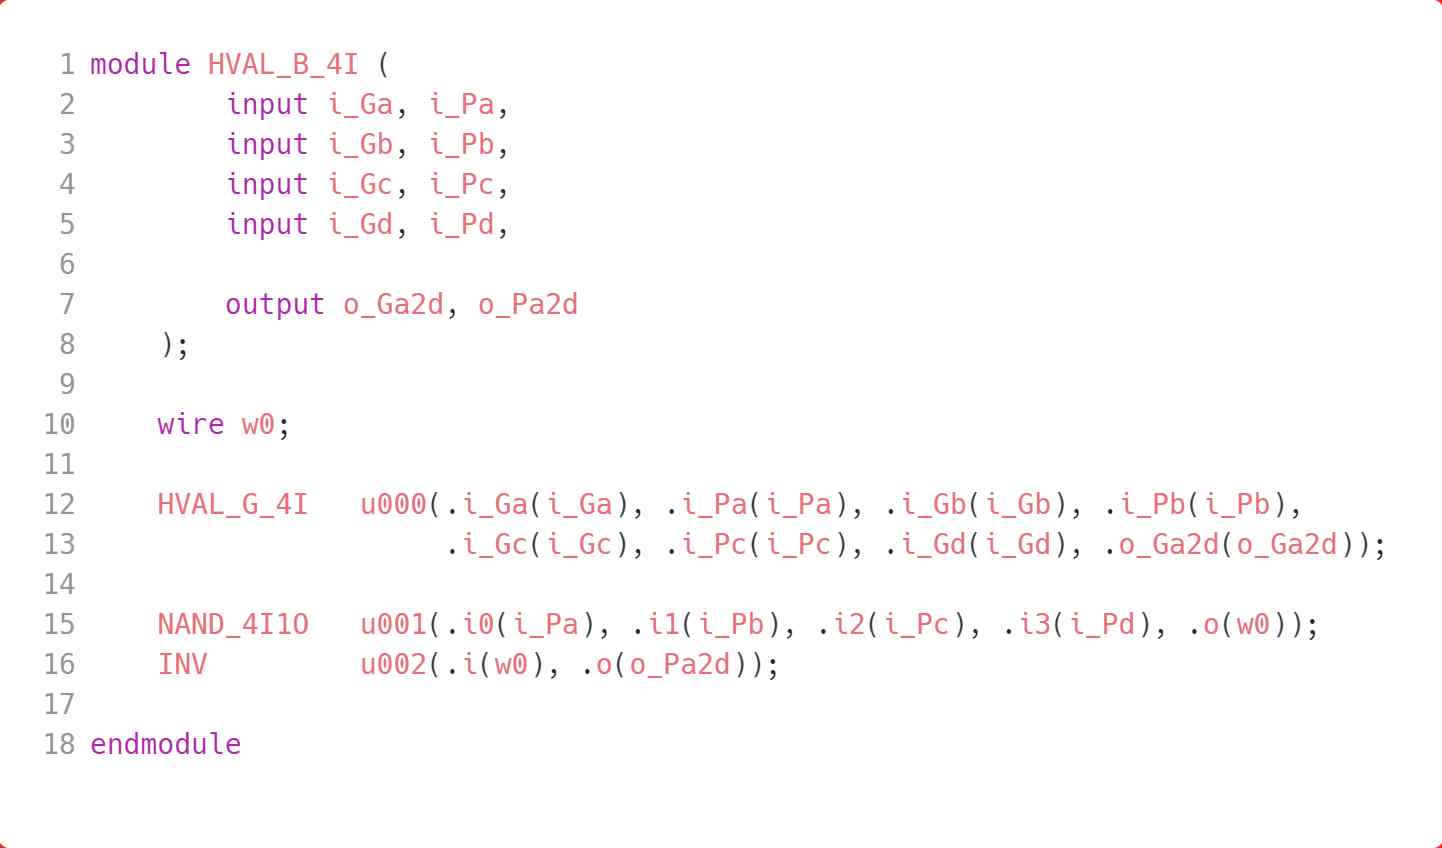 1 module HVAL_B_4I (
2         input i_Ga, i_Pa,
3         input i_Gb, i_Pb,
4         input i_Gc, i_Pc,
5         input i_Gd, i_Pd,
6
7         output o_Ga2d, o_Pa2d
8     );
9
10     wire w0;
11
12     HVAL_G_4I   u000(.i_Ga(i_Ga), .i_Pa(i_Pa), .i_Gb(i_Gb), .i_Pb(i_Pb),
13                      .i_Gc(i_Gc), .i_Pc(i_Pc), .i_Gd(i_Gd), .o_Ga2d(o_Ga2d));
14
15     NAND_4I1O   u001(.i0(i_Pa), .i1(i_Pb), .i2(i_Pc), .i3(i_Pd), .o(w0));
16     INV         u002(.i(w0), .o(o_Pa2d));
17
18 endmodule